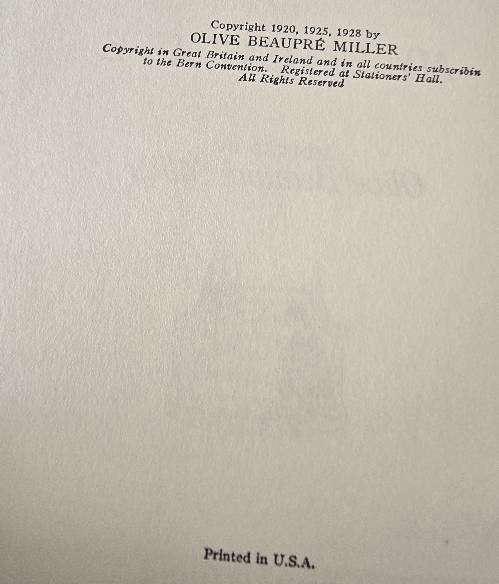 Copyright 1920, 1925, 1928 by
OLIVE BEAUPRÉ MILLER
Copyright in Great Britain and Ireland and in all countries subscribin
to the Bern Convention. Registered at Stationers' Hall.
All Rights Reserved
Printed in U.S.A.